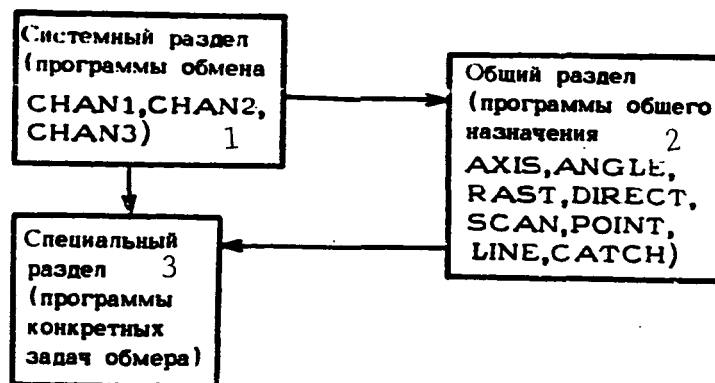 Системный раздел
(программы обмена
CHAN1,CHAN2,
CHAN3) 1
Общий раздел
(программы общего
назначения 2
AXIS,ANGLE,
RAST,DIRECT,
SCAN,POINT,
LINE,CATCH)
Специальный
раздел 3
(программы
конкретных
задач обмера)